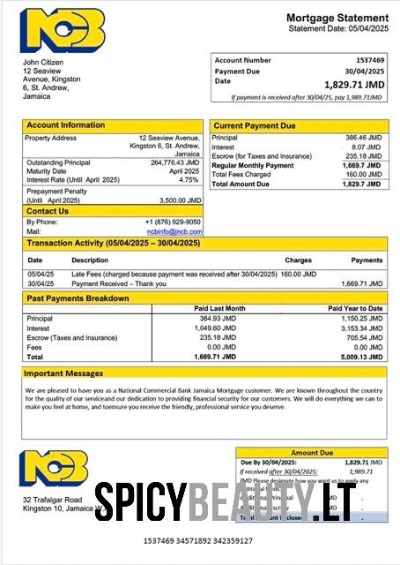 NCB
Mortgage Statement
Statement Date: 05/04/2025
John Citizen
12 Seaview
Avenue, Kingston
6, St. Andrew,
Jamaica
Account Number 1537469
Payment Due 30/04/2025
Date
1,829.71 JMD
If payment is received after 30/04/25, pay 1,989.71JMD
Account Information
Property Address 12 Seaview Avenue,
Kingston 6, St. Andrew,
Jamaica
Outstanding Principal 264,776.43 JMD
Maturity Date April 2025
Interest Rate (Until April 2025) 4.75%
Prepayment Penalty
(Until April 2025) 3,500.00 JMD
Contact Us
By Phone: +1 (876) 929-9050
Mail: ncbinfo@jncb.com
Current Payment Due
Principal 386.46 JMD
Interest 8.07 JMD
Escrow (for Taxes and Insurance) 235.18 JMD
Regular Monthly Payment 1,669.7 JMD
Total Fees Charged 160.00 JMD
Total Amount Due 1,829.7 JMD
Transaction Activity (05/04/2025 – 30/04/2025)
Date Description Charges Payments
05/04/25 Late Fees (charged because payment was received after 30/04/2025) 160.00 JMD
30/04/25 Payment Received – Thank you 1,669.71 JMD
Past Payments Breakdown
Paid Last Month Paid Year to Date
Principal 384.93 JMD 1,150.25 JMD
Interest 1,049.60 JMD 3,153.34 JMD
Escrow (Taxes and Insurance) 235.18 JMD 705.54 JMD
Fees 0.00 JMD 0.00 JMD
Total 1,669.71 JMD 5,009.13 JMD
Important Messages
We are pleased to have you as a National Commercial Bank Jamaica Mortgage customer. We are known throughout the country
for the quality of our serviceand our dedication to providing financial security for our customers. We will do everything we can to
make you feel at home, and toensure you receive the friendly, professional service you deserve.
NCB
32 Trafalgar Road
Kingston 10, Jamaica
Amount Due
Due By 30/04/2025: 1,829.71 JMD
If received after 30/04/2025: 1,989.71
JMD Please designate how you want us to apply any
SPICYBEAUTY.LT
1537469 34571892 342359127